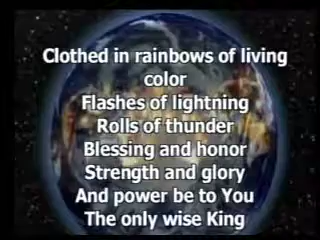 Clothed in rainbows of living
color
Flashes of lightning
Rolls of thunder
Blessing and honor
Strength and glory
And power be to You
The only wise King